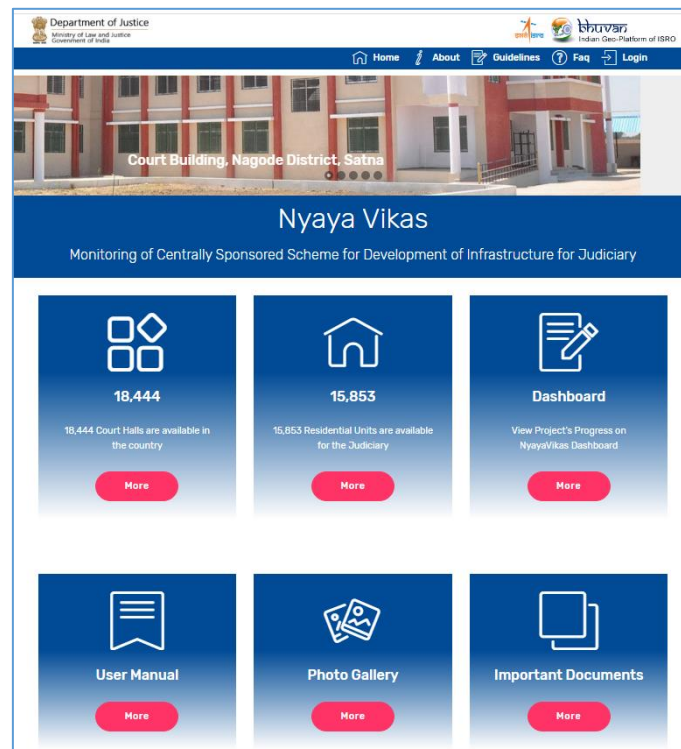 Department of Justice
Ministry of Law and Justice
Government of India
isro
bhuvan
Indian Geo-Platform of ISRO
Home About Guidelines Faq Login
Court Building, Nagode District, Satna
Nyaya Vikas
Monitoring of Centrally Sponsored Scheme for Development of Infrastructure for Judiciary
18,444
18,444 Court Halls are available in
the country
More
15,853
15,853 Residential Units are available
for the Judiciary
More
Dashboard
View Project's Progress on
NyayaVikas Dashboard
More
User Manual
More
Photo Gallery
More
Important Documents
More